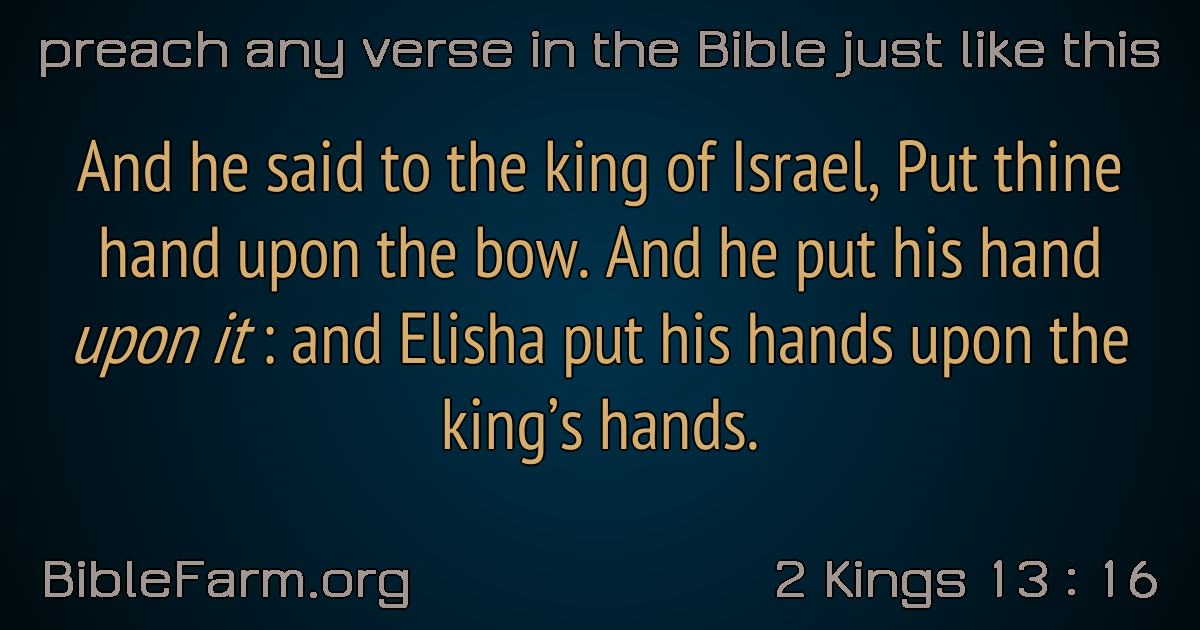 preach any verse in the Bible just like this
And he said to the king of Israel, Put thine
hand upon the bow. And he put his hand
upon it : and Elisha put his hands upon the
king’s hands.
BibleFarm.org
2 Kings 13 : 16